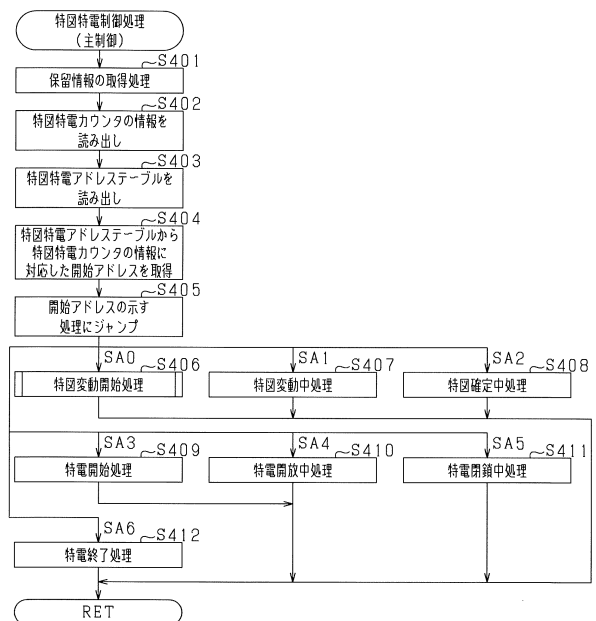 特図特電制御処理
(主制御)
S401
保留情報の取得処理
S402
特図特電カウンタの情報を
読み出し
S403
特図特電アドレステーブルを
読み出し
S404
特図特電アドレステーブルから
特図特電カウンタの情報に
対応した開始アドレスを取得
S405
開始アドレスの示す
処理にジャンプ
SA0 S406
特図変動開始処理
SA1 S407
特図変動中処理
SA2 S408
特図確定中処理
SA3 S409
特電開始処理
SA4 S410
特電開放中処理
SA5 S411
特電閉鎖中処理
SA6 S412
特電終了処理
RET